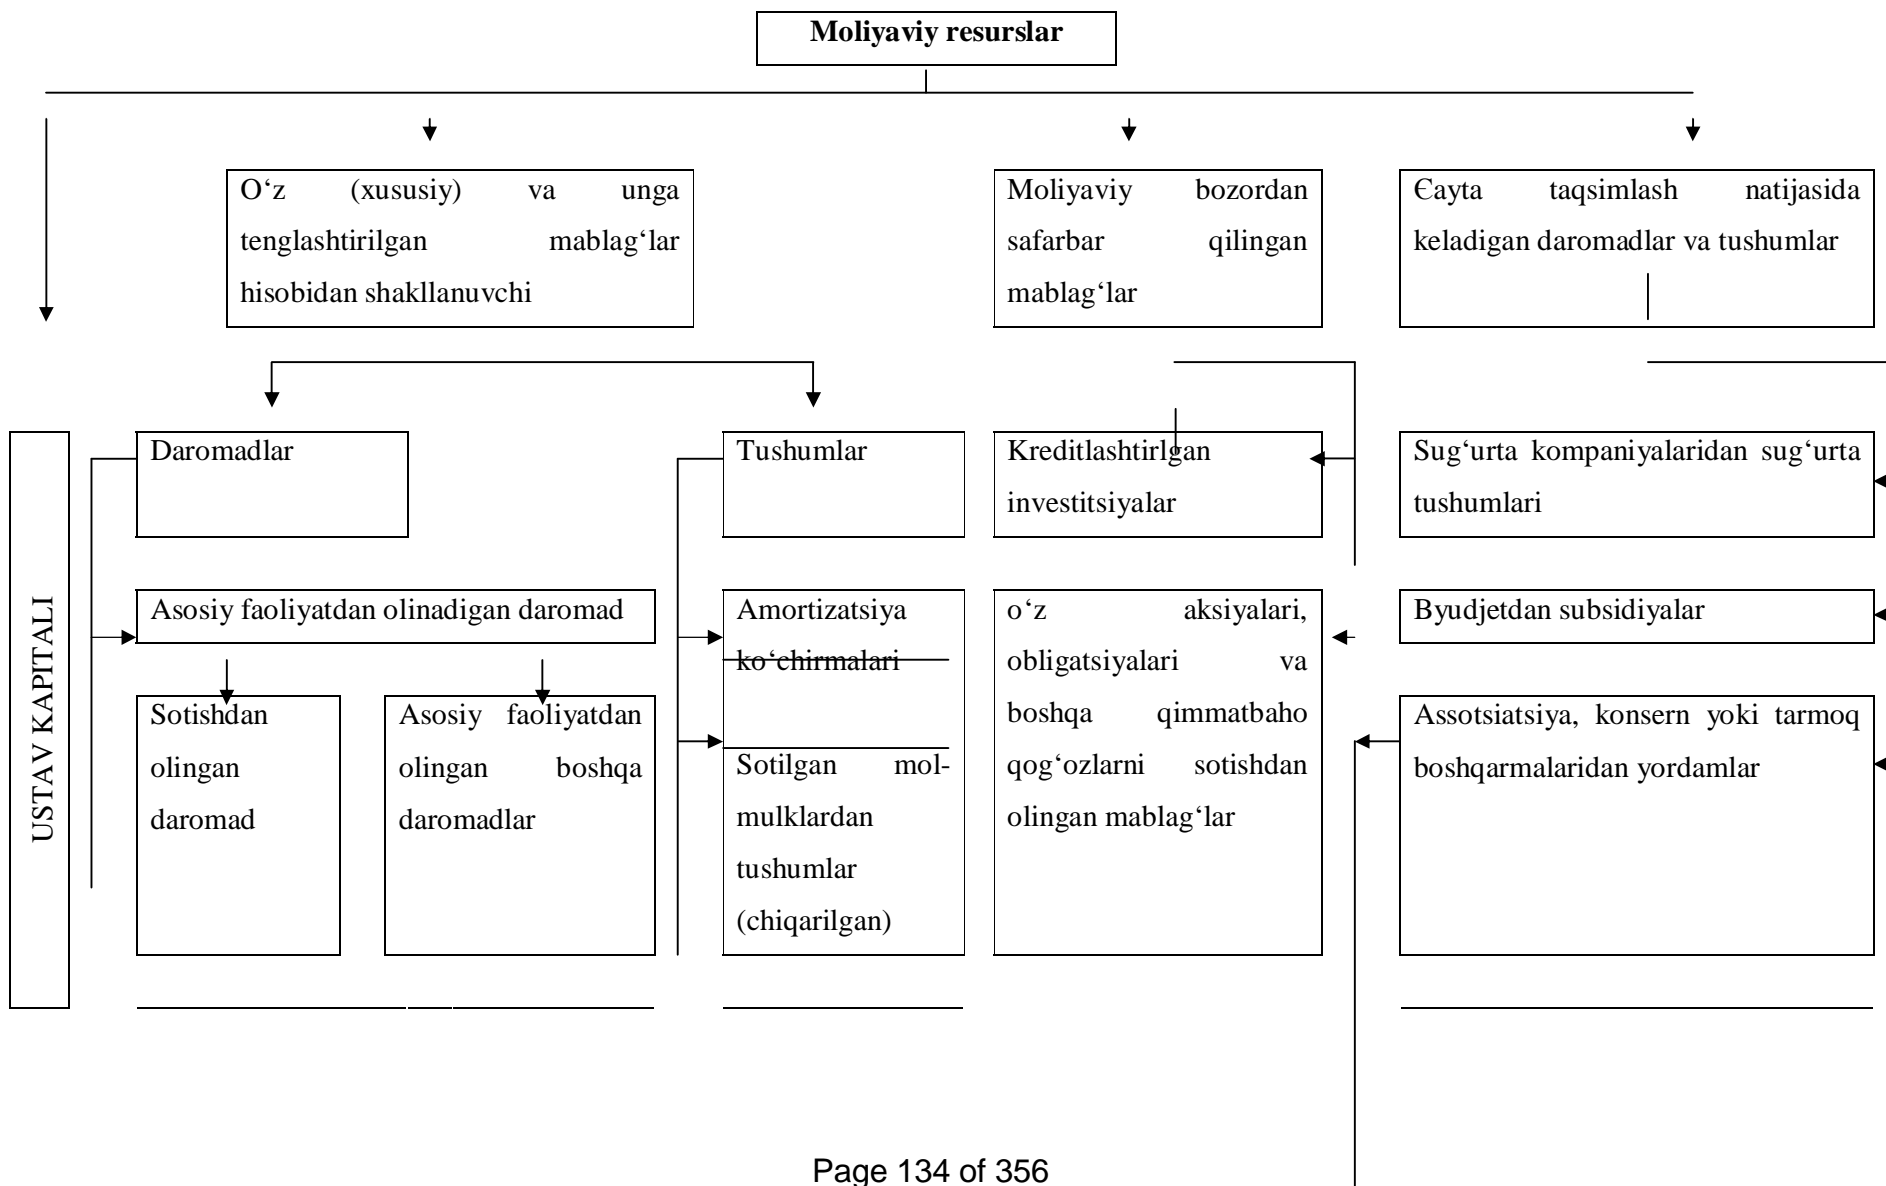 Moliyaviy resurslar
O‘z (xususiy) va unga
tenglashtirilgan mablag‘lar
hisobidan shakllanuvchi
Moliyaviy bozordan
safarbar qilingan
mablag‘lar
Єayta taqsimlash natijasida
keladigan daromadlar va tushumlar
USTAV KAPITALI
Daromadlar
Tushumlar
Kreditlashtirlgan
investitsiyalar
Sug‘urta kompaniyalaridan sug‘urta
tushumlari
Asosiy faoliyatdan olinadigan daromad
Amortizatsiya
ko‘chirmalari
o‘z aksiyalari,
obligatsiyalari va
boshqa qimmatbaho
qog‘ozlarni sotishdan
olingan mablag‘lar
Byudjetdan subsidiyalar
Sotishdan
olingan
daromad
Asosiy faoliyatdan
olingan boshqa
daromadlar
Sotilgan mol-
mulklardan
tushumlar
(chiqarilgan)
Assotsiatsiya, konsern yoki tarmoq
boshqarmalaridan yordamlar
Page 134 of 356